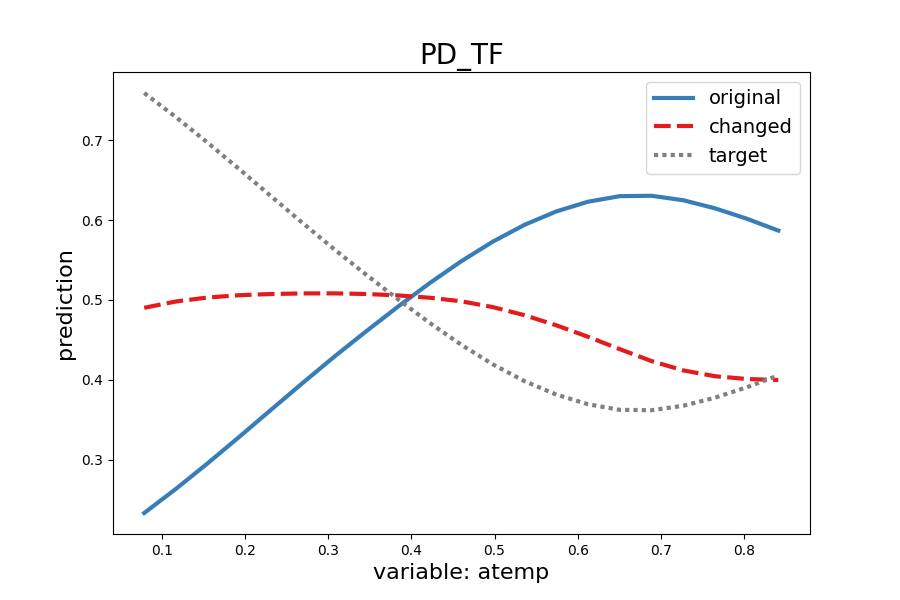 PD_TF
original
changed
target
0.7
0.6
0.5
0.4
0.3
prediction
0.1 0.2 0.3 0.4 0.5 0.6 0.7 0.8
variable: atemp